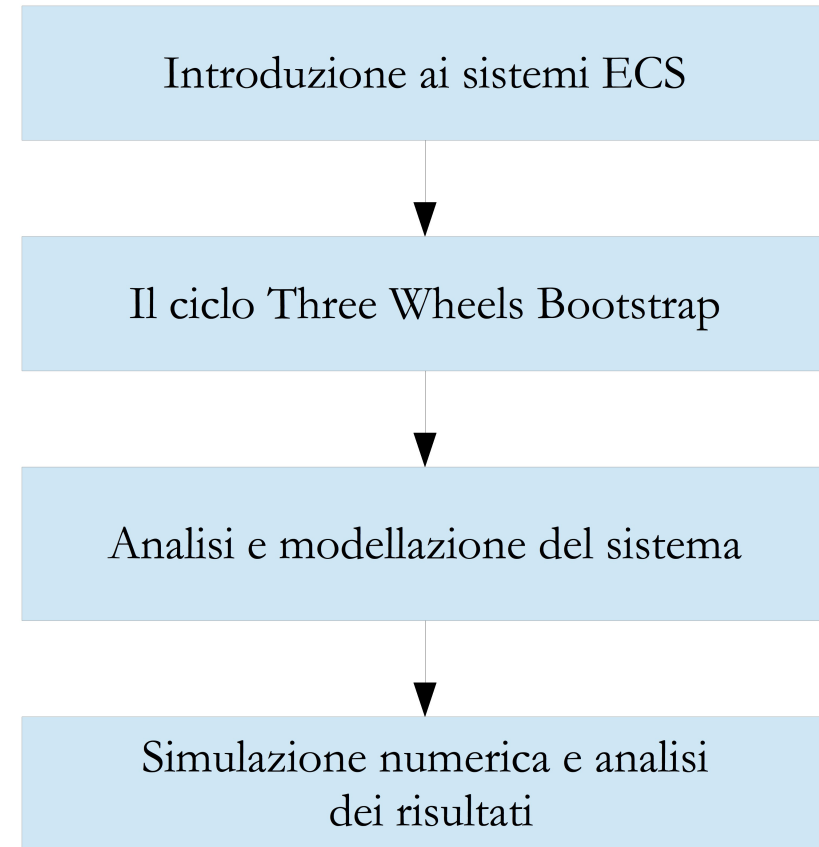 Introduzione ai sistemi ECS
Il ciclo Three Wheels Bootstrap
Analisi e modellazione del sistema
Simulazione numerica e analisi
dei risultati